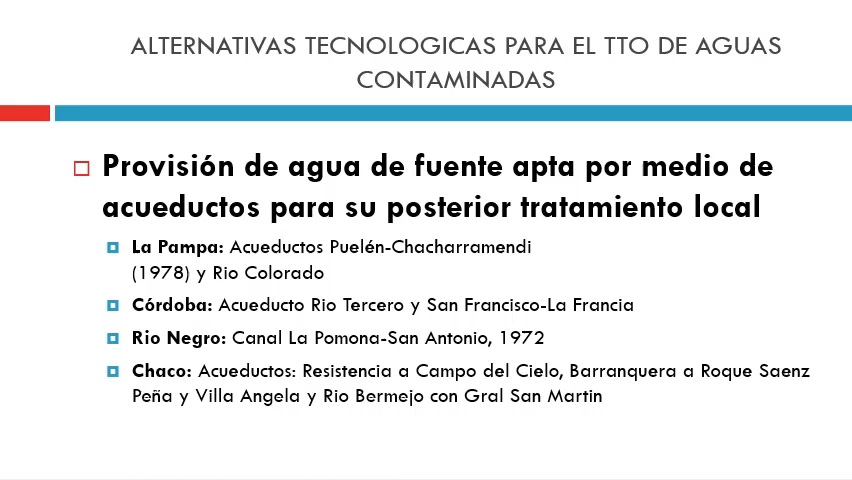 ALTERNATIVAS TECNOLOGICAS PARA EL TTO DE AGUAS
CONTAMINADAS
Provisión de agua de fuente apta por medio de
acueductos para su posterior tratamiento local
La Pampa: Acueductos Puelén-Chacharramendi
(1978) y Rio Colorado
Córdoba: Acueducto Rio Tercero y San Francisco-La Francia
Rio Negro: Canal La Pomona-San Antonio, 1972
Chaco: Acueductos: Resistencia a Campo del Cielo, Barranquera a Roque Saenz
Peña y Villa Angela y Rio Bermejo con Gral San Martin